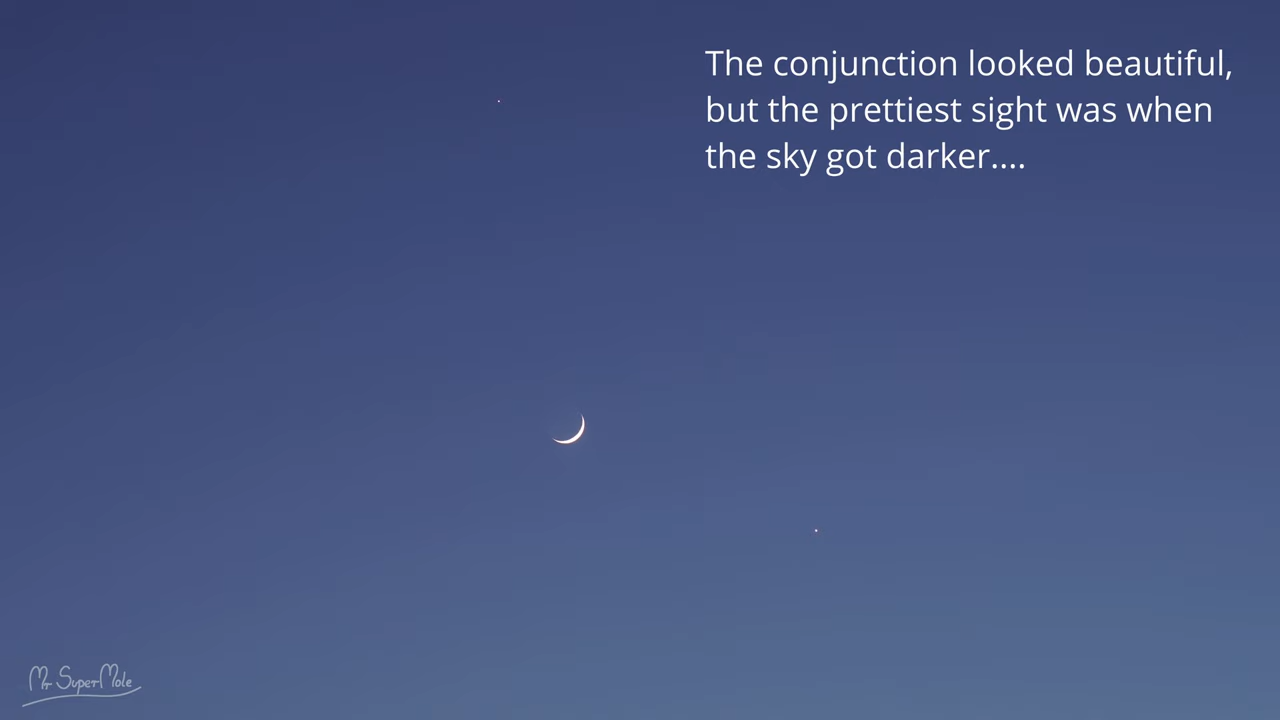 The conjunction looked beautiful,
but the prettiest sight was when
the sky got darker....
Mr SuperMole